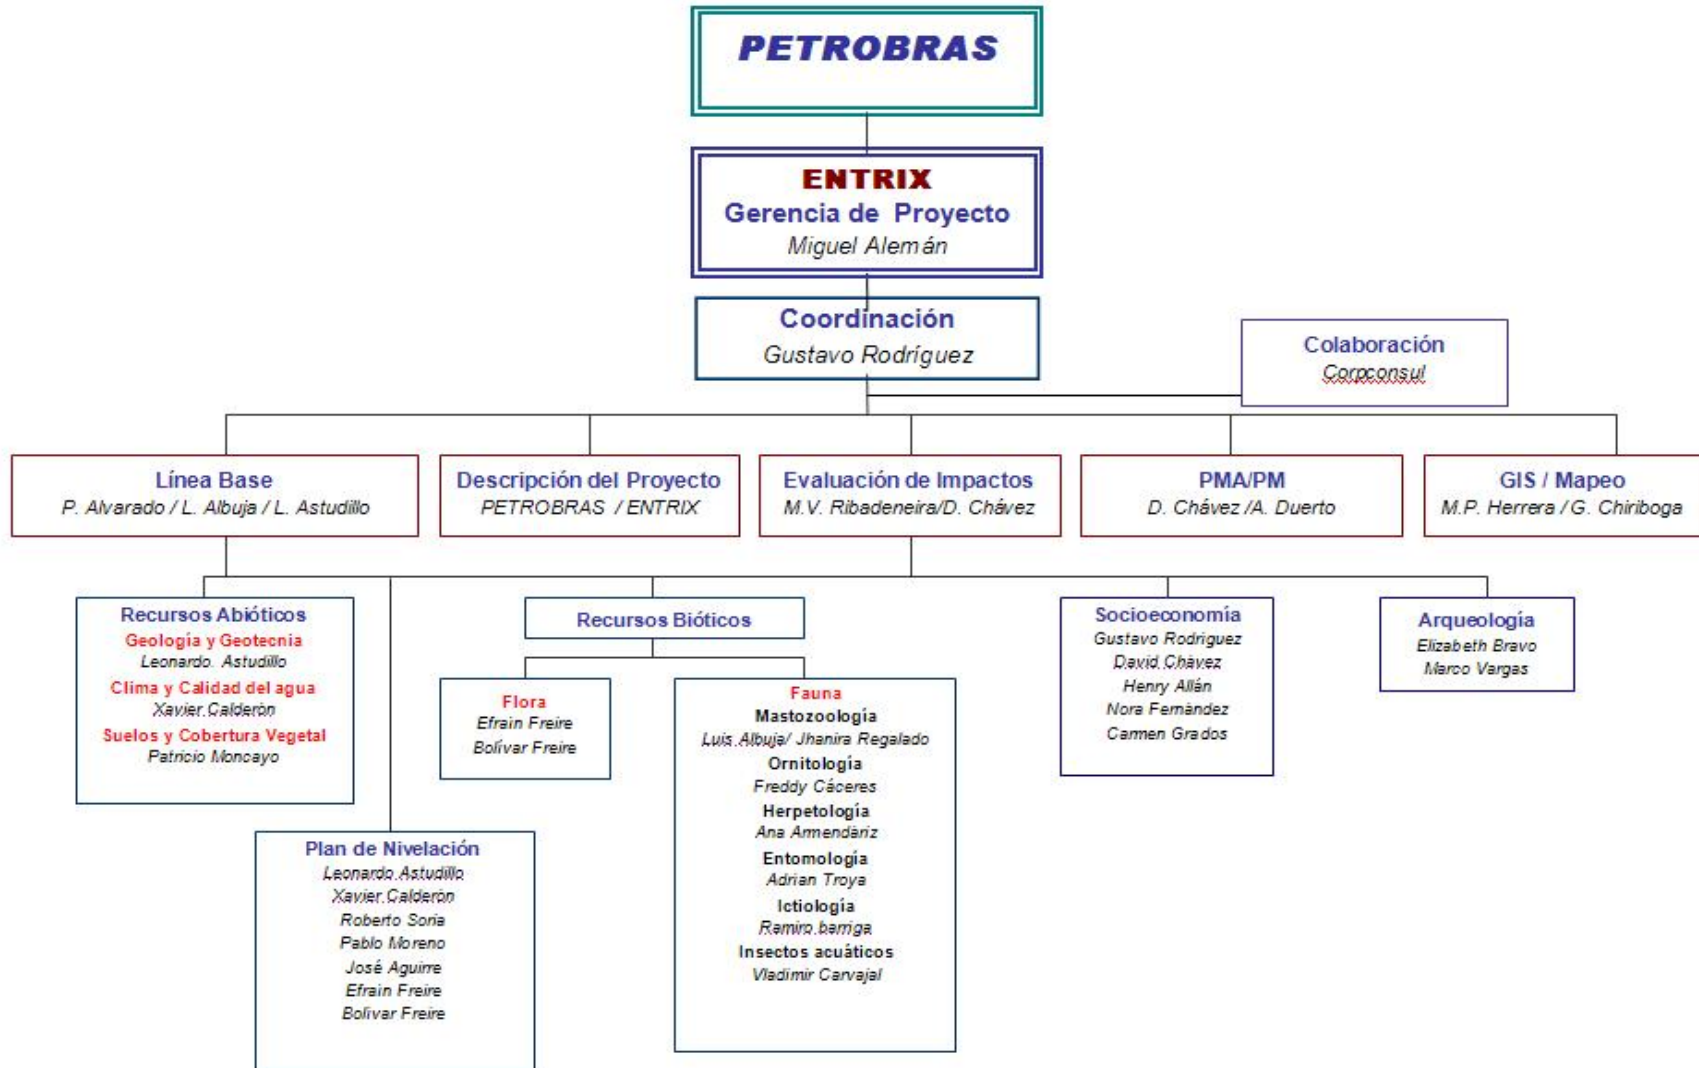 PETROBRAS
ENTRIX
Gerencia de Proyecto
Miguel Alemán
Coordinación
Gustavo Rodríguez
Colaboración
Corpconsul
Línea Base
P. Alvarado / L. Albuja / L. Astudillo
Descripción del Proyecto
PETROBRAS / ENTRIX
Evaluación de Impactos
M.V. Ribadeneira/D. Chávez
PMA/PM
D. Chávez /A. Duerto
GIS / Mapeo
M.P. Herrera / G. Chiriboga
Recursos Abióticos
Geología y Geotecnia
Leonardo. Astudillo
Clima y Calidad del agua
Xavier.Calderón
Suelos y Cobertura Vegetal
Patricio Moncayo
Plan de Nivelación
Leonardo.Astudillo
Xavier.Calderón
Roberto Soria
Pablo Moreno
José Aguirre
Efrain Freire
Bolívar Freire
Recursos Bióticos
Flora
Efrain Freire
Bolívar Freire
Fauna
Mastozoología
Luis.Albuja/ Jhanira Regalado
Ornitología
Freddy Cáceres
Herpetología
Ana Armendáriz
Entomología
Adrian Troya
Ictiología
Ramiro.barriga
Insectos acuáticos
Vladimir Carvajal
Socioeconomía
Gustavo Rodriguez
David.Chávez
Henry Allán
Nora Fernández
Carmen Grados
Arqueología
Elizabeth Bravo
Marco Vargas